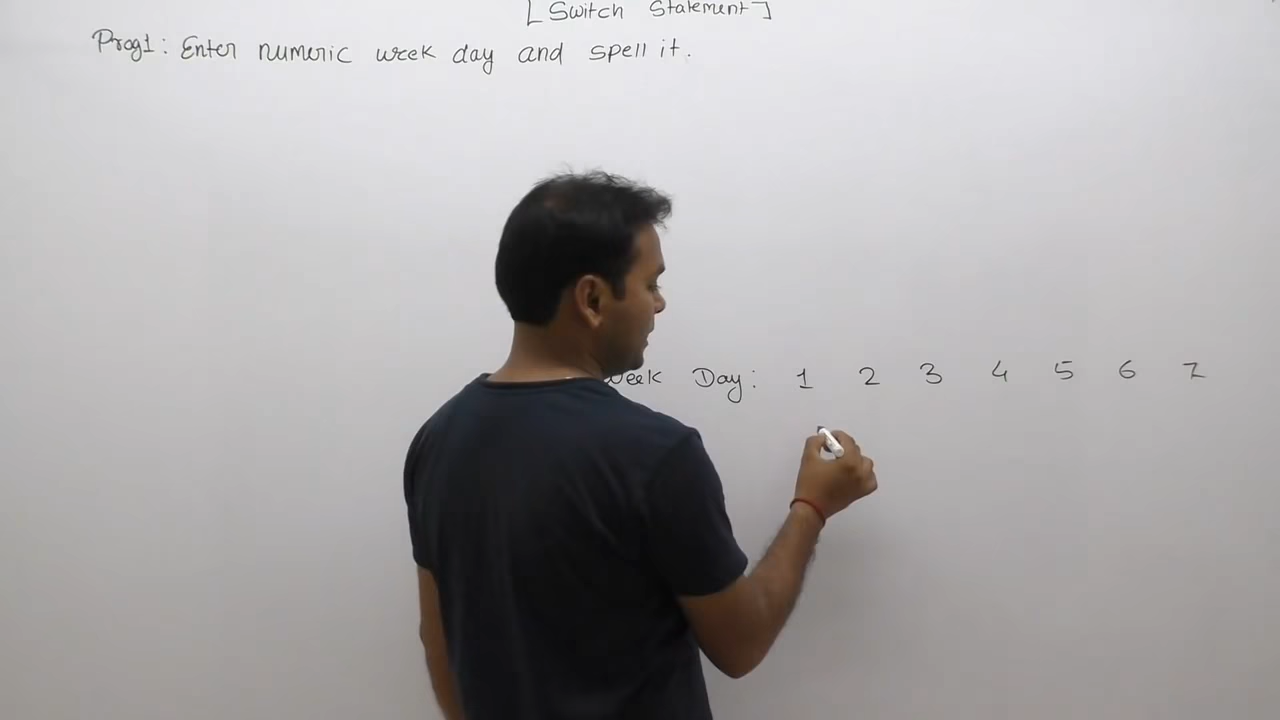 [Switch Statement]
Prog1: Enter numeric week day and spell it.
Week Day: 1 2 3 4 5 6 7